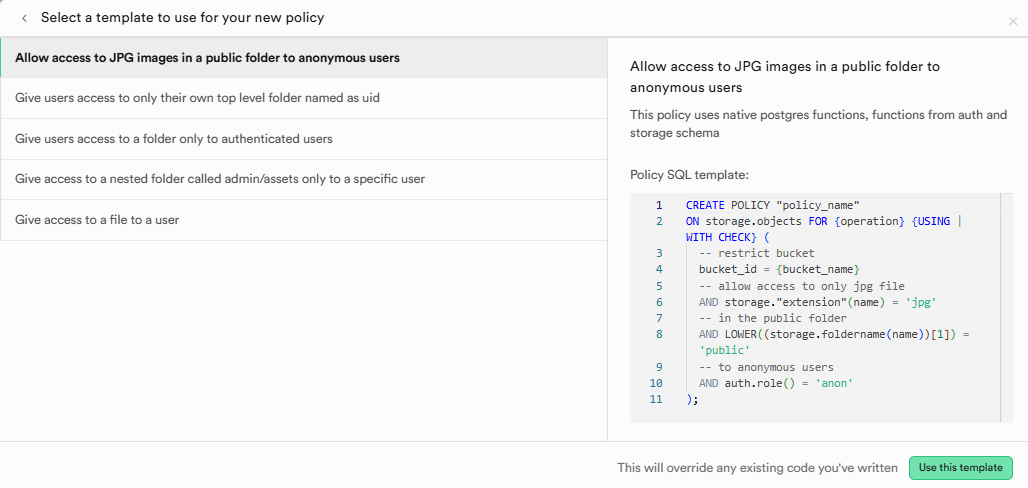 Select a template to use for your new policy
Allow access to JPG images in a public folder to anonymous users
Give users access to only their own top level folder named as uid
Give users access to a folder only to authenticated users
Give access to a nested folder called admin/assets only to a specific user
Give access to a file to a user
Allow access to JPG images in a public folder to
anonymous users
This policy uses native postgres functions, functions from auth and
storage schema
Policy SQL template:
1 CREATE POLICY "policy_name"
2 ON storage.objects FOR {operation} {USING |
WITH CHECK} (
3 -- restrict bucket
4 bucket_id = {bucket_name}
5 -- allow access to only jpg file
6 AND storage."extension"(name) = 'jpg'
7 -- in the public folder
8 AND LOWER((storage.foldername(name))[1]) =
'public'
9 -- to anonymous users
10 AND auth.role() = 'anon'
11 );
This will override any existing code you've written
Use this template